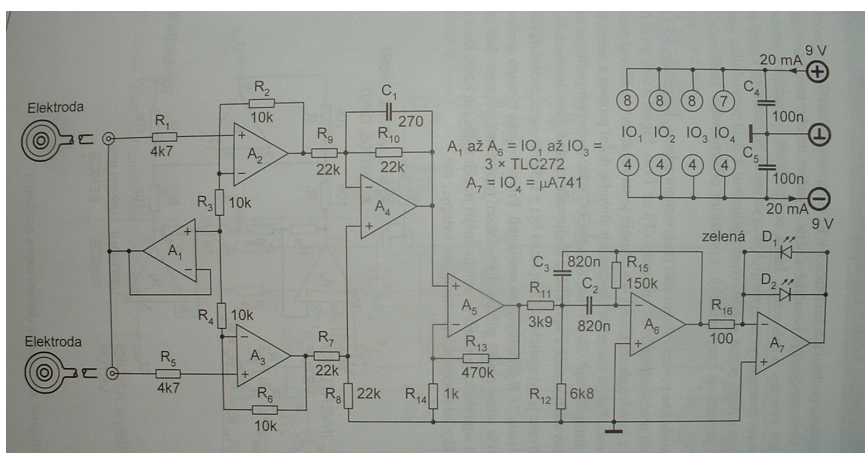 Elektroda
R1
4k7
R2
10k
A2
R9
22k
C1
270
R10
22k
A4
R3
10k
A1
R4
10k
A3
R7
22k
Elektroda
R5
4k7
R6
10k
R8
22k
A1 až A6 = IO1 až IO3 =
3 × TLC272
A7 = IO4 = µA741
9 V
20 mA
C4
100n
8
8
8
7
IO1
IO2
IO3
IO4
4
4
4
4
C5
100n
20 mA
9 V
A5
R11
3k9
R13
470k
R14
1k
C3
820n
C2
820n
R15
150k
A6
R12
6k8
R16
100
zelená
D1
D2
A7